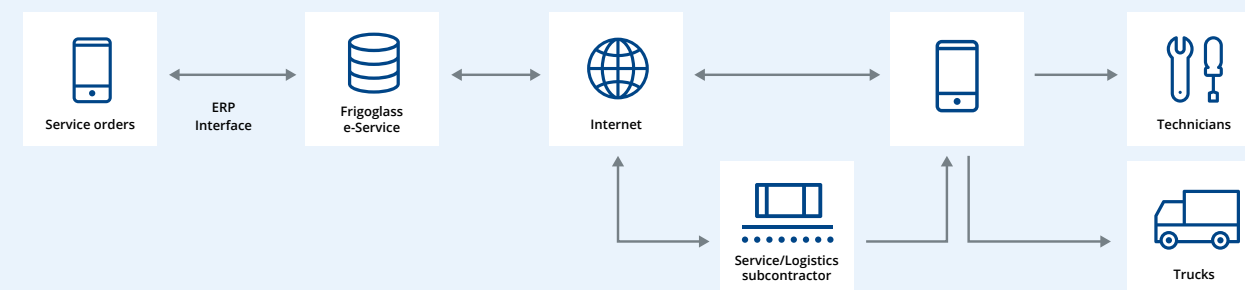 Service orders
ERP
Interface
Frigoglass
e-Service
Internet
Technicians
Service/Logistics
subcontractor
Trucks